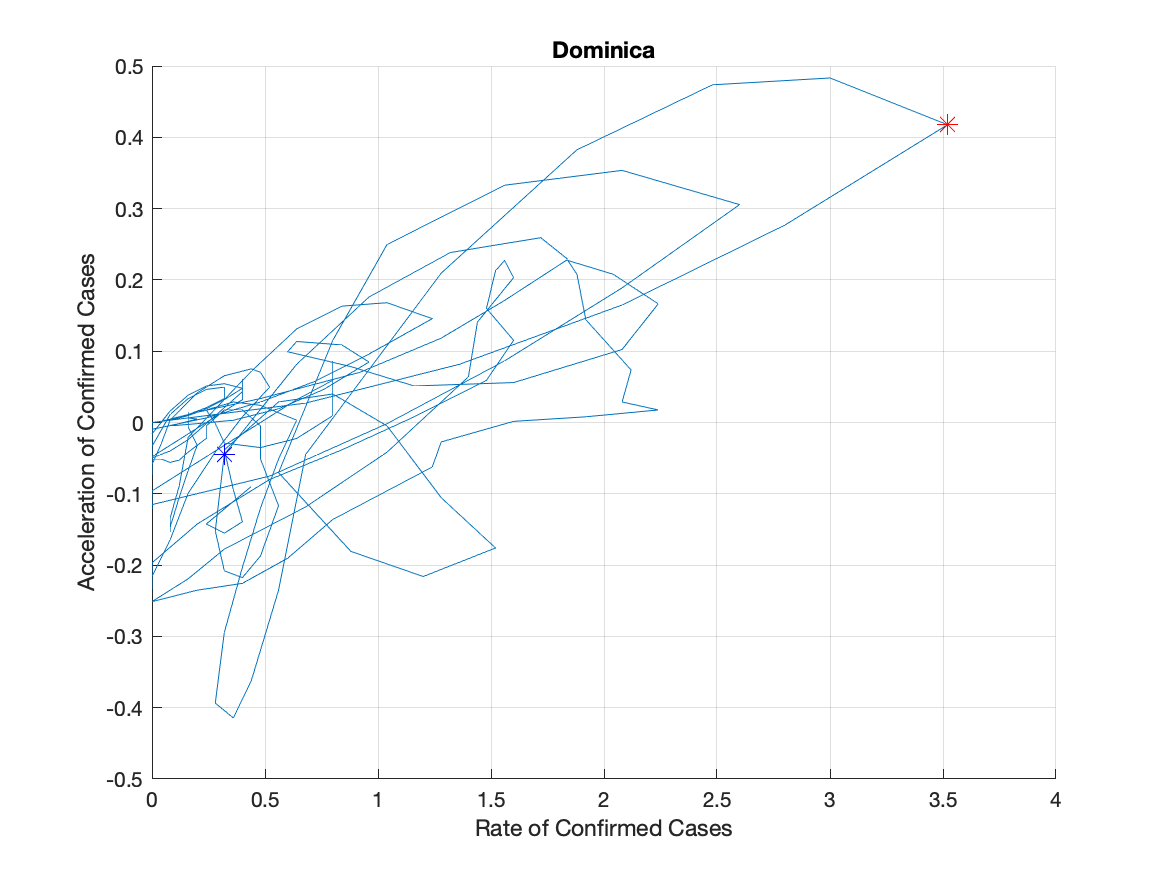 Dominica
Acceleration of Confirmed Cases
0.5
0.4
0.3
0.2
0.1
0
-0.1
-0.2
-0.3
-0.4
-0.5
0 0.5 1 1.5 2 2.5 3 3.5 4
Rate of Confirmed Cases